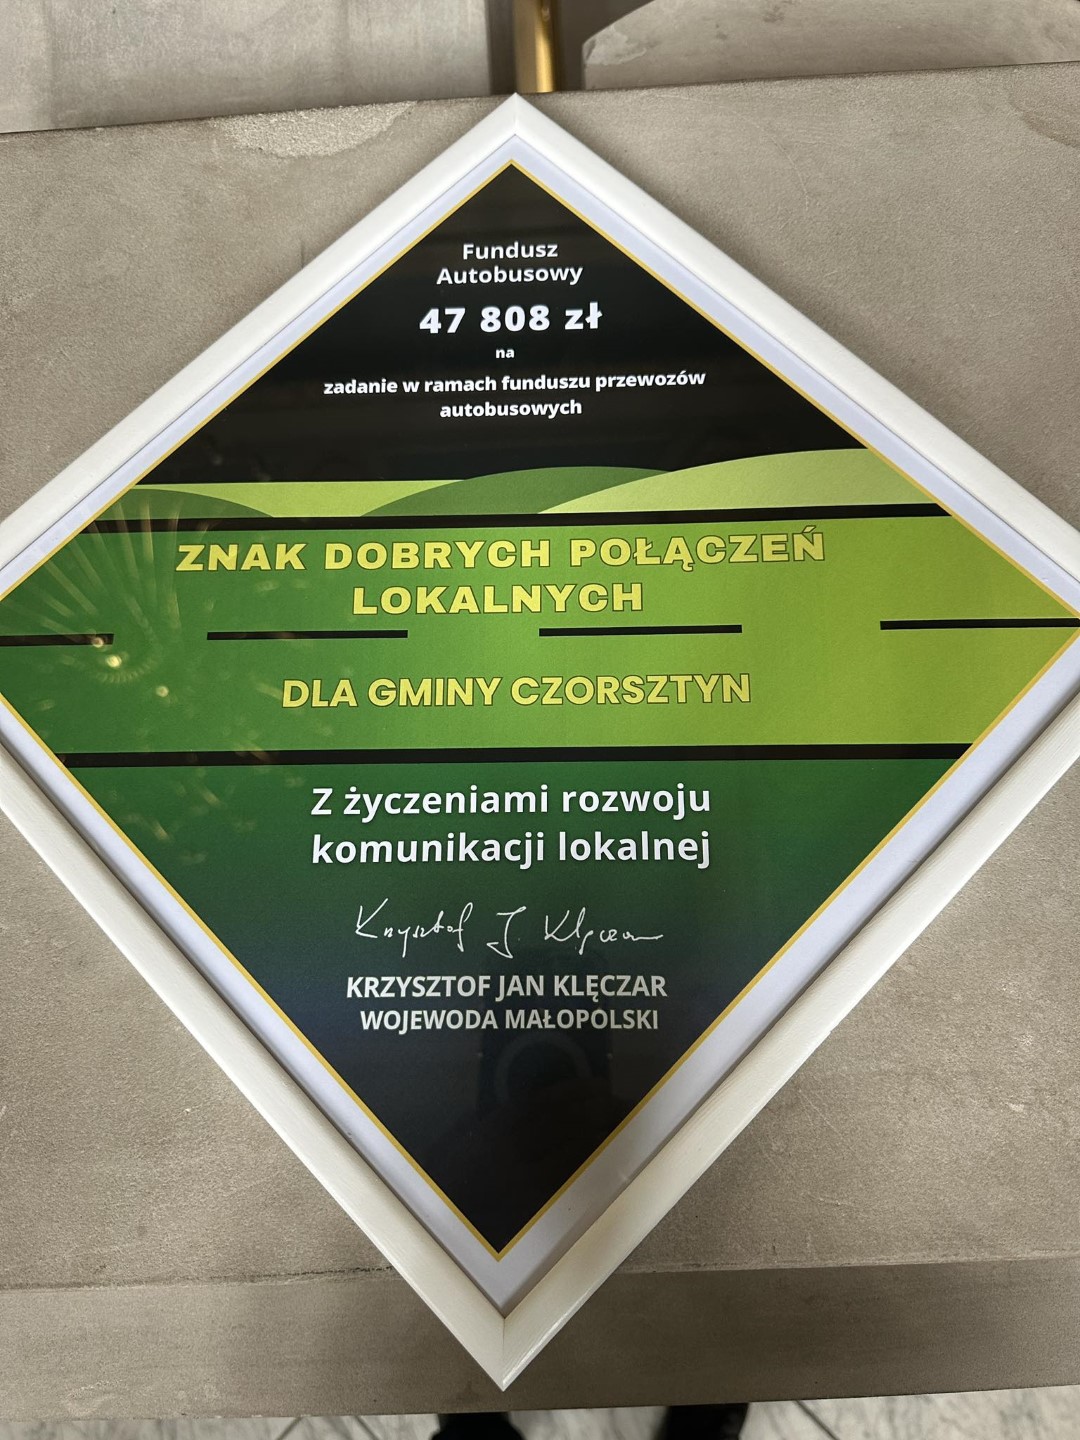 Fundusz
Autobusowy
47 808 zł
na
zadanie w ramach funduszu przewozów
autobusowych
ZNAK DOBRYCH POŁĄCZEŃ
LOKALNYCH
DLA GMINY CZORSZTYN
Z życzeniami rozwoju
komunikacji lokalnej
Krzysztof J Klęczar
KRZYSZTOF JAN KLĘCZAR
WOJEWODA MAŁOPOLSKI